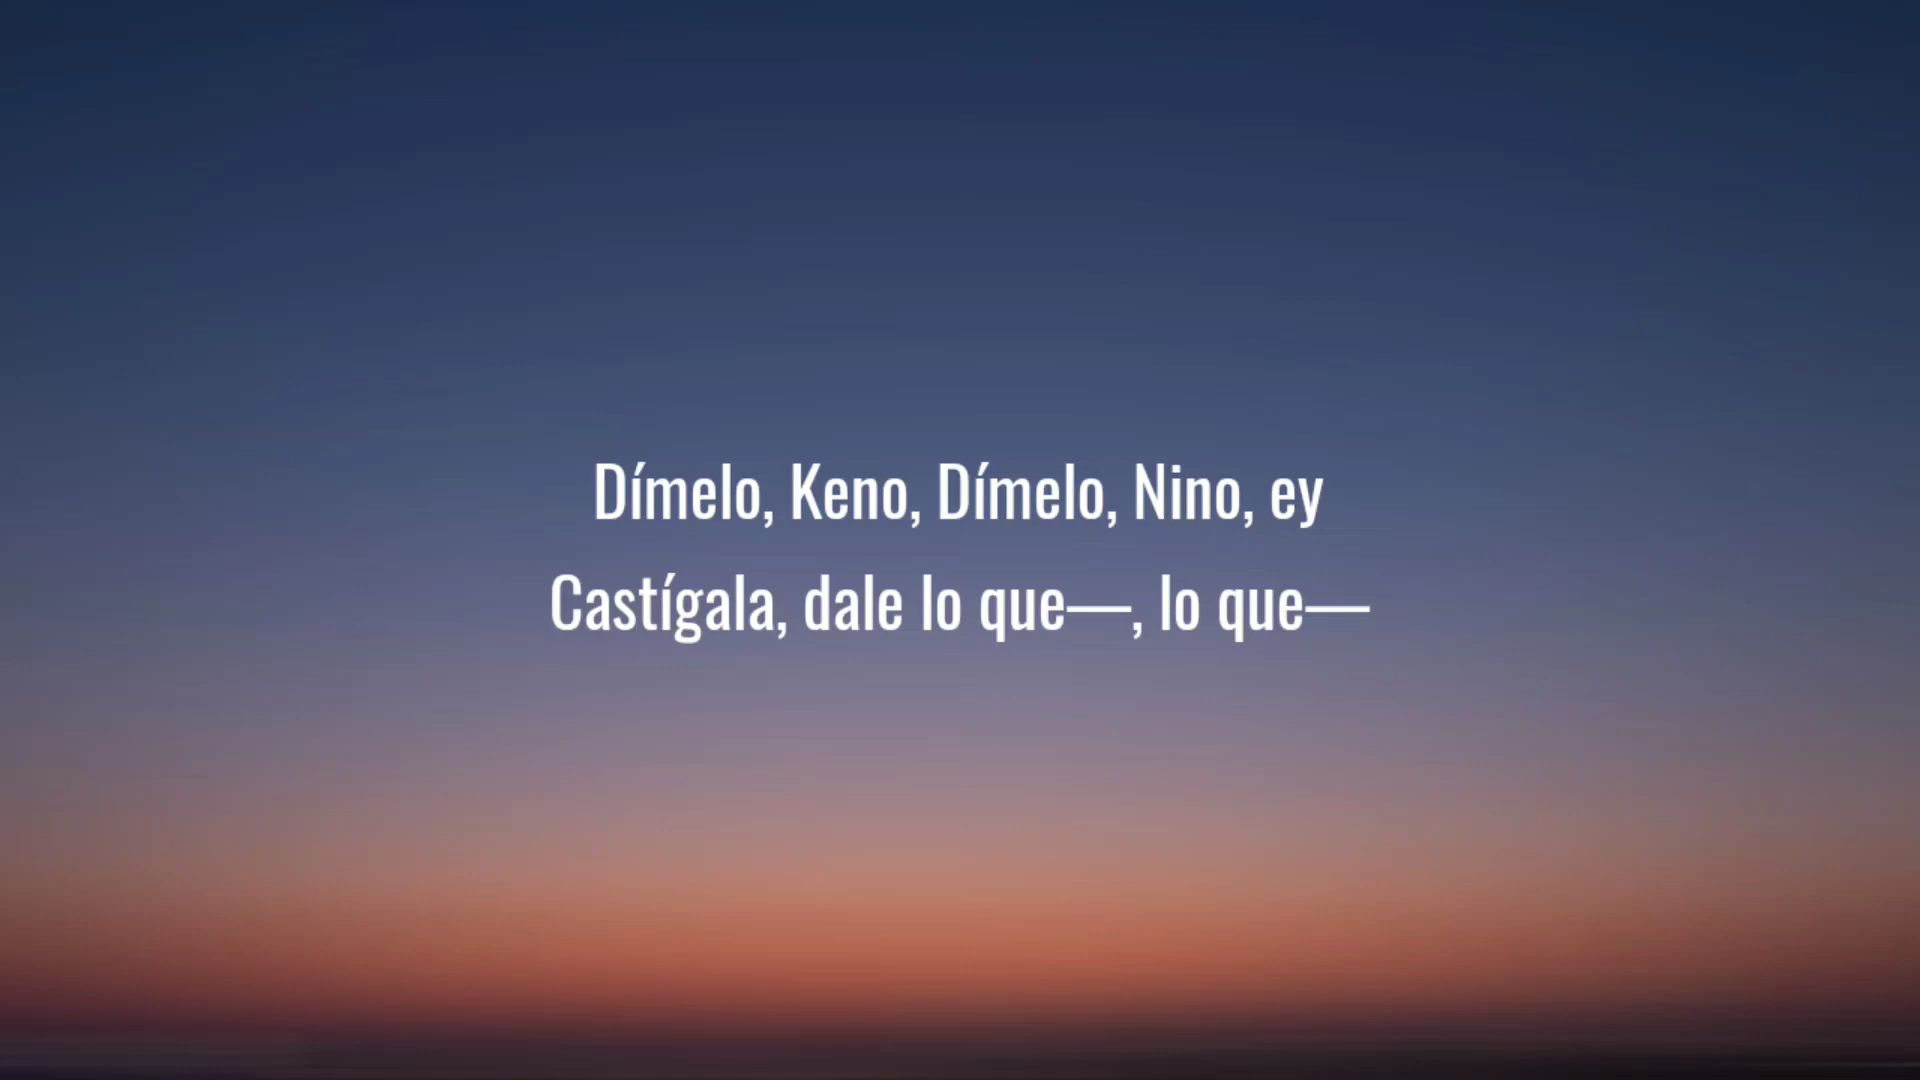 Dímelo, Keno, Dímelo, Nino, ey
Castígala, dale lo que—, lo que—